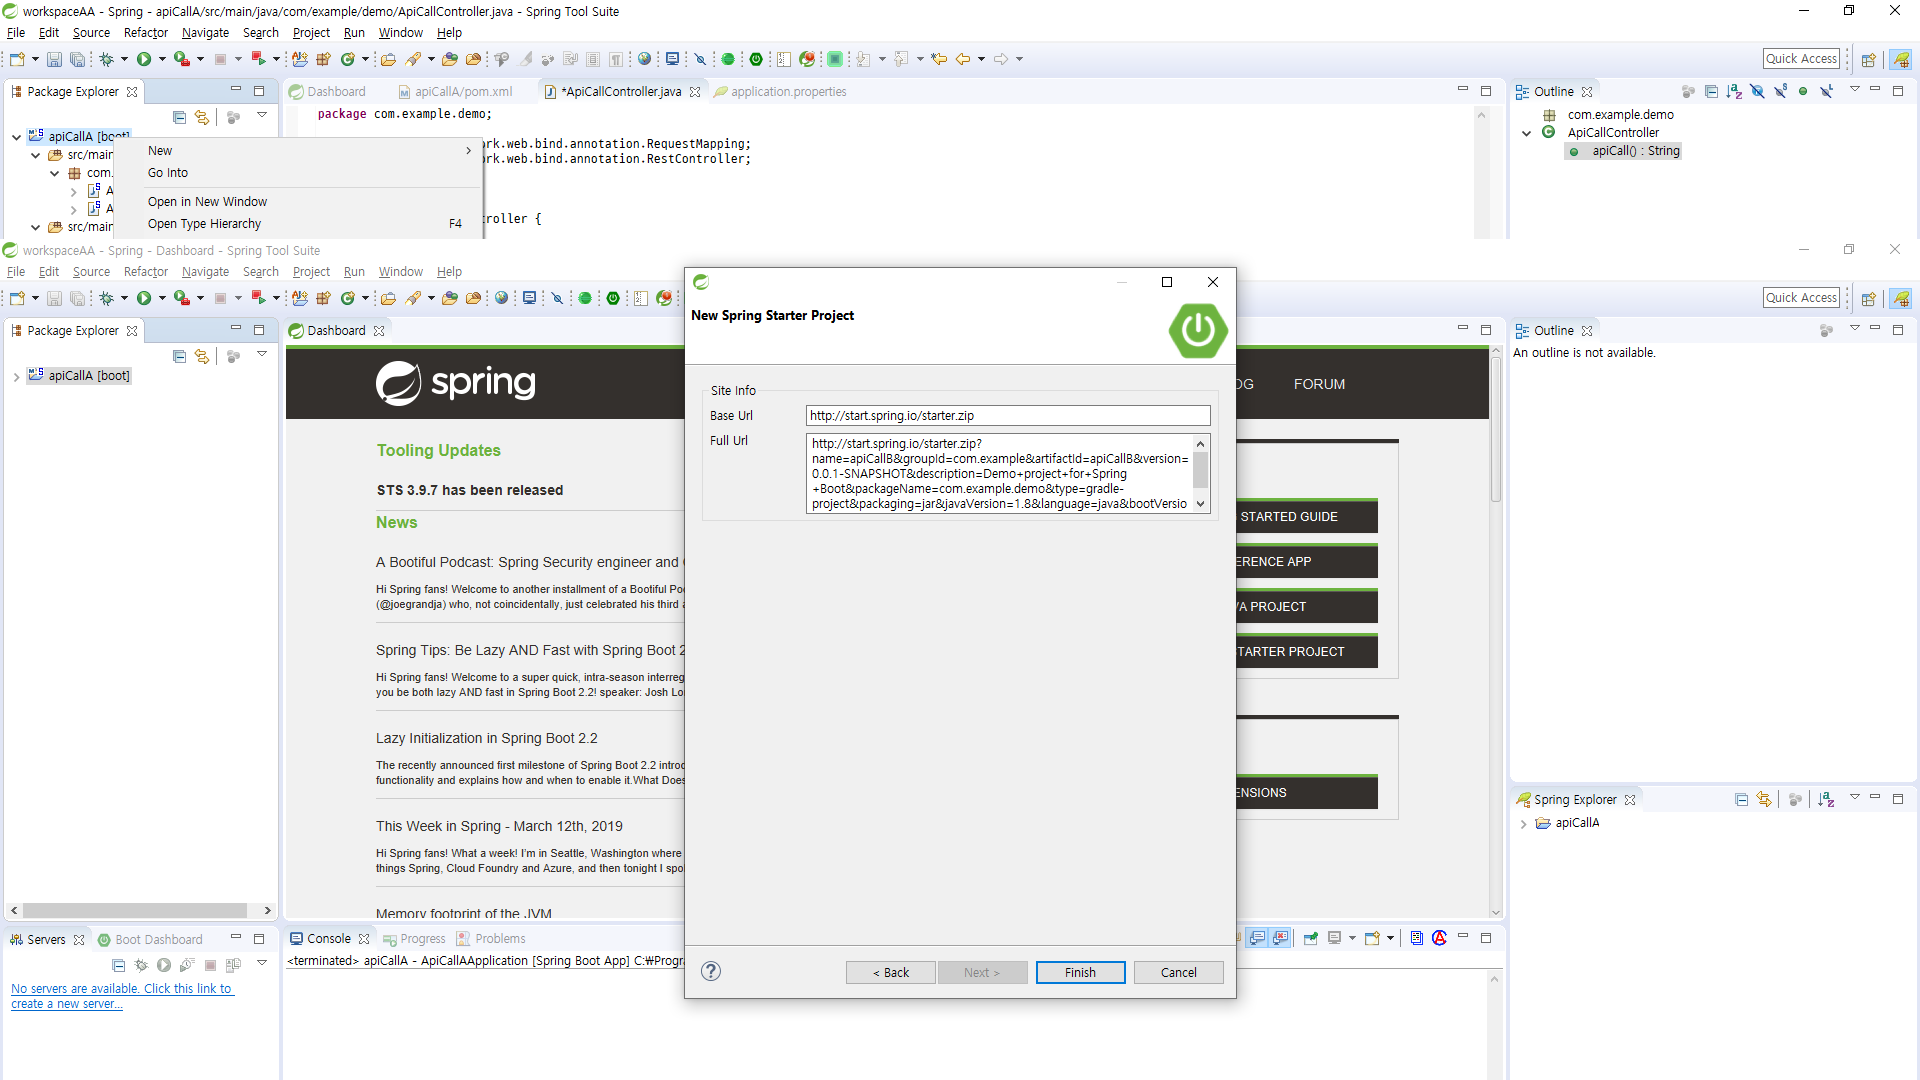 workspaceAA - Spring - apiCallA/src/main/java/com/example/demo/ApiCallController.java - Spring Tool Suite
File Edit Source Refactor Navigate Search Project Run Window Help
Quick Access
Package Explorer
Dashboard
apiCallA/pom.xml
*ApiCallController.java
application.properties
Outline
package com.example.demo;
com.example.demo
apiCallA [boot]
ApiCallController
New
ork.web.bind.annotation.RequestMapping;
apiCall() : String
src/main
ork.web.bind.annotation.RestController;
com.
Go Into
A
Open in New Window
A
troller {
src/main
Open Type Hierarchy F4
workspaceAA - Spring - Dashboard - Spring Tool Suite
File Edit Source Refactor Navigate Search Project Run Window Help
Quick Access
Package Explorer
Dashboard
Outline
An outline is not available.
apiCallA [boot]
spring
OG FORUM
Tooling Updates
STS 3.9.7 has been released
News
A Bootiful Podcast: Spring Security engineer and
Hi Spring fans! Welcome to another installment of a Bootiful Po
(@joegrandja) who, not coincidentally, just celebrated his third
Spring Tips: Be Lazy AND Fast with Spring Boot 2
Hi Spring fans! Welcome to a super quick, intra-season interreg
you be both lazy AND fast in Spring Boot 2.2! speaker: Josh Lo
Lazy Initialization in Spring Boot 2.2
The recently announced first milestone of Spring Boot 2.2 introd
functionality and explains how and when to enable it.What Does
This Week in Spring - March 12th, 2019
Hi Spring fans! What a week! I'm in Seattle, Washington where
things Spring, Cloud Foundry and Azure, and then tonight I spo
Memory footprint of the JVM
STARTED GUIDE
ERENCE APP
VA PROJECT
STARTER PROJECT
ENSIONS
New Spring Starter Project
Site Info
Base Url
http://start.spring.io/starter.zip
Full Url
http://start.spring.io/starter.zip?
name=apiCallB&groupId=com.example&artifactId=apiCallB&version=
0.0.1-SNAPSHOT&description=Demo+project+for+Spring
+Boot&packageName=com.example.demo&type=gradle-
project&packaging=jar&javaVersion=1.8&language=java&bootVersio
< Back
Next >
Finish
Cancel
Spring Explorer
apiCallA
Servers
Boot Dashboard
No servers are available. Click this link to
create a new server...
Console
Progress
Problems
<terminated> apiCallA - ApiCallAApplication [Spring Boot App] C:₩Progra